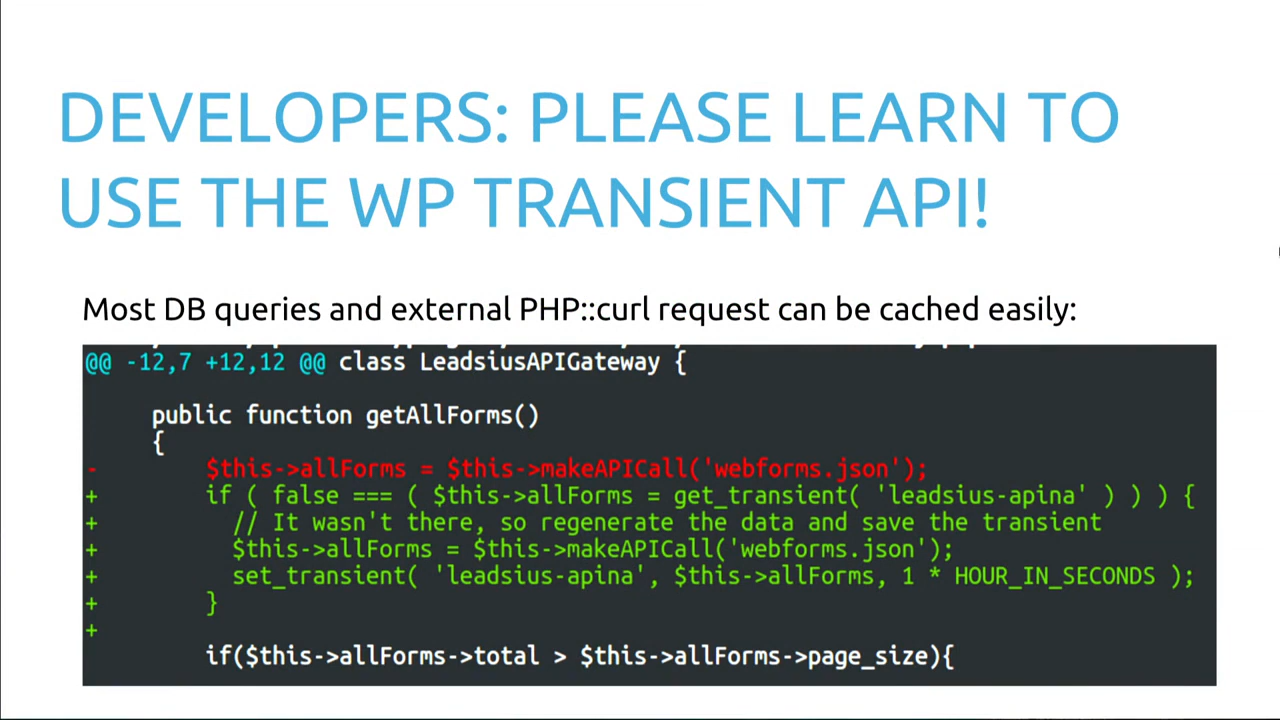 DEVELOPERS: PLEASE LEARN TO
USE THE WP TRANSIENT API!
Most DB queries and external PHP::curl request can be cached easily:
@@ -12,7 +12,12 @@ class LeadsiusAPIGateway {
public function getAllForms()
{
- $this->allForms = $this->makeAPICall('webforms.json');
+ if ( false === ( $this->allForms = get_transient( 'leadsius-apina' ) ) ) {
+ // It wasn't there, so regenerate the data and save the transient
+ $this->allForms = $this->makeAPICall('webforms.json');
+ set_transient( 'leadsius-apina', $this->allForms, 1 * HOUR_IN_SECONDS );
+ }
+
if($this->allForms->total > $this->allForms->page_size){